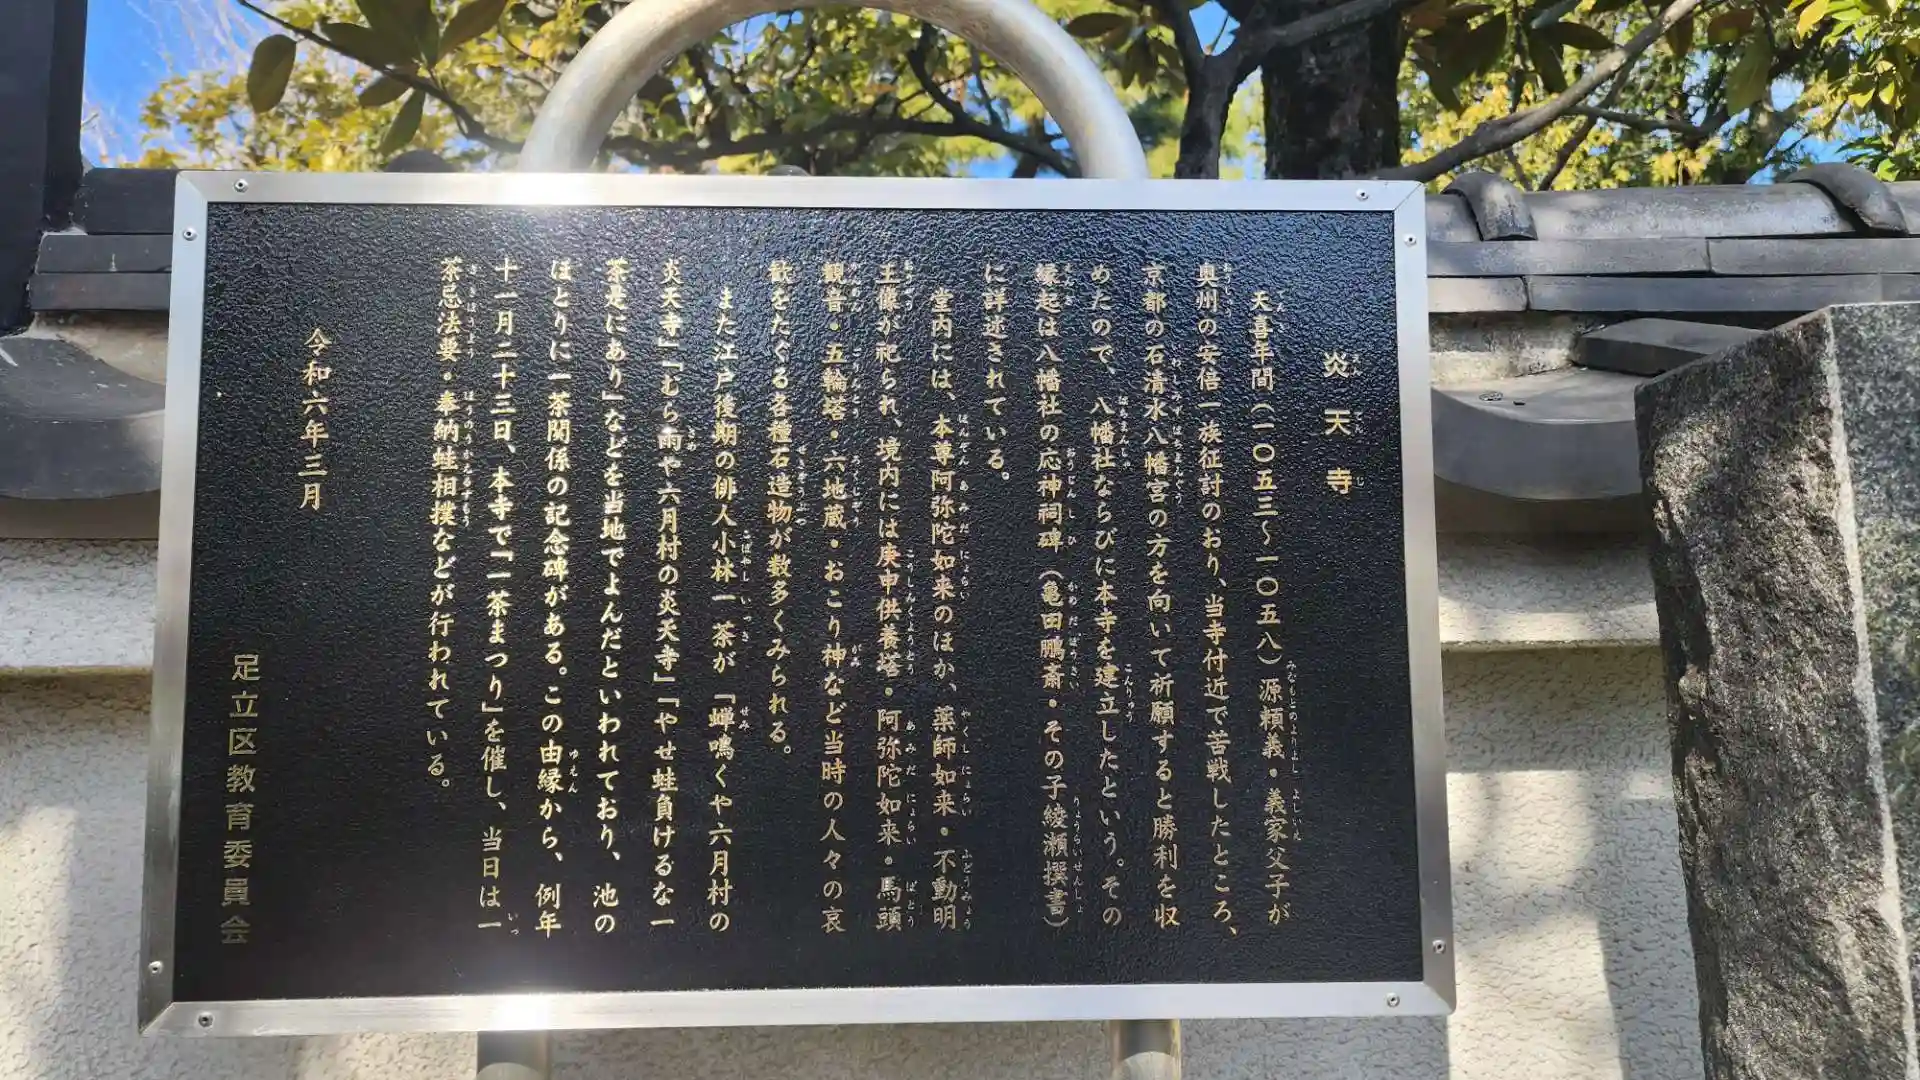 炎天寺
天喜年間（一〇五三～一〇五八）源頼義・義家父子が
奥州の安倍一族征討のおり、当寺付近で苦戦したところ、
京都の石清水八幡宮の方を向いて祈願すると勝利を収
めたので、八幡社ならびに本寺を建立したという。その
縁起は八幡社の応神祠碑（亀田鵬斎・その子綾瀬撰書）
に詳述されている。
堂内には、本尊阿弥陀如来のほか、薬師如来・不動明
王像が祀られ、境内には庚申供養塔・阿弥陀如来・馬頭
観音・五輪塔・六地蔵・おこり神など当時の人々の哀
歓をたぐる各種石造物が数多くみられる。
また江戸後期の俳人小林一茶が「蝉鳴くや六月村の
炎天寺」「むら雨や六月村の炎天寺」「やせ蛙負けるな一
茶是にあり」などを当地でよんだといわれており、池の
ほとりに一茶関係の記念碑がある。この由縁から、例年
十一月二十三日、本寺で「一茶まつり」を催し、当日は一
茶忌法要・奉納蛙相撲などが行われている。
令和六年三月
足立区教育委員会